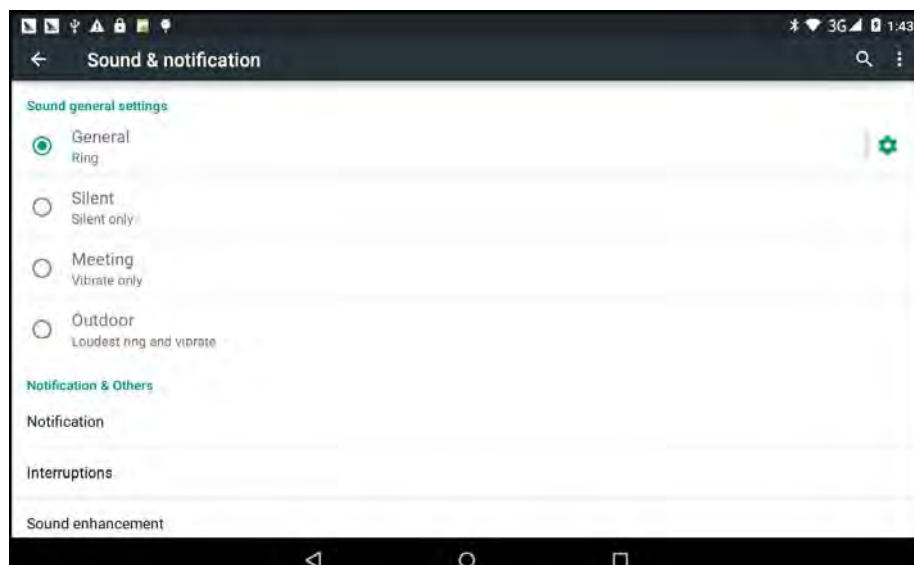 3G 1:43
Sound & notification
Sound general settings
General
Ring
Silent
Silent only
Meeting
Vibrate only
Outdoor
Loudest ring and vibrate
Notification & Others
Notification
Interruptions
Sound enhancement